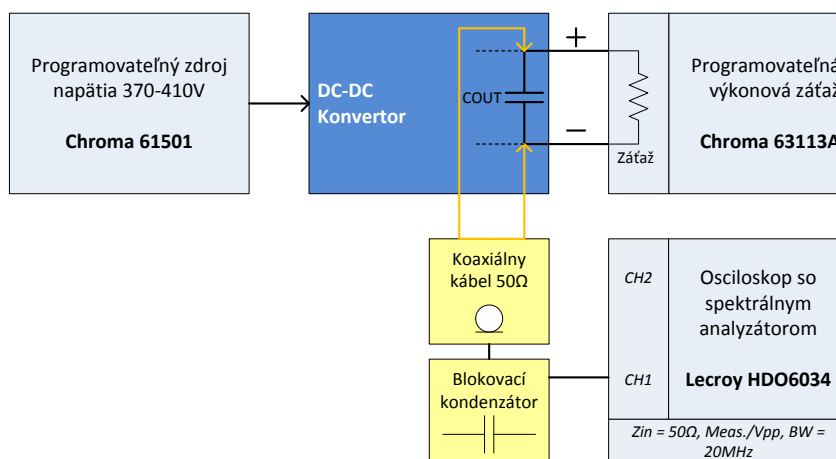 Programovateľný zdroj
napätia 370-410V
Chroma 61501
DC-DC
Konvertor
COUT
+
−
Záťaž
Programovateľná
výkonová záťaž
Chroma 63113A
Koaxiálny
kábel 50Ω
Blokovací
kondenzátor
CH2
CH1
Osciloskop so
spektrálnym
analyzátorom
Lecroy HDO6034
Zin = 50Ω, Meas./Vpp, BW =
20MHz